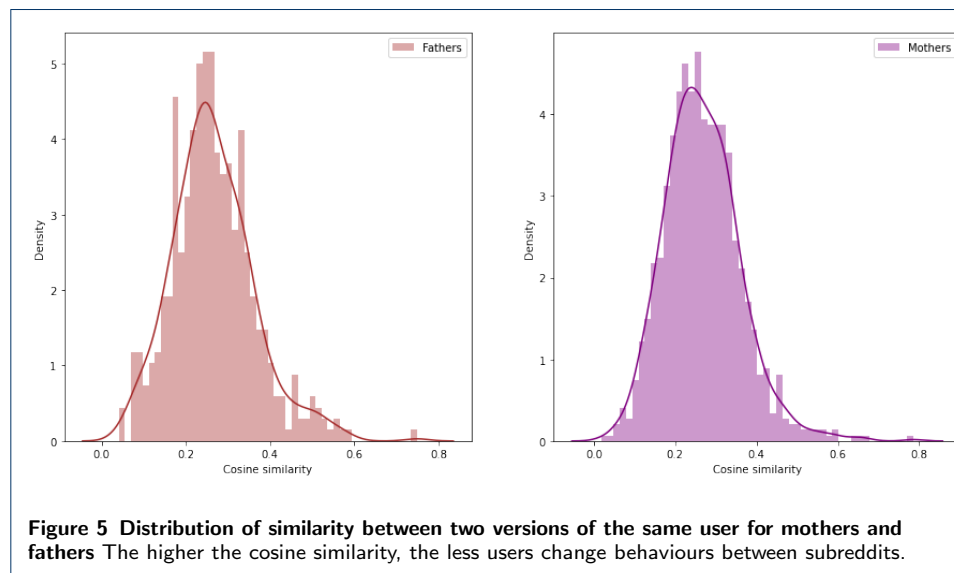 Fathers
5
4
3
2
1
0
Density
0.0 0.2 0.4 0.6 0.8
Cosine similarity
Mothers
4
3
2
1
0
Density
0.0 0.2 0.4 0.6 0.8
Cosine similarity
Figure 5 Distribution of similarity between two versions of the same user for mothers and
fathers The higher the cosine similarity, the less users change behaviours between subreddits.